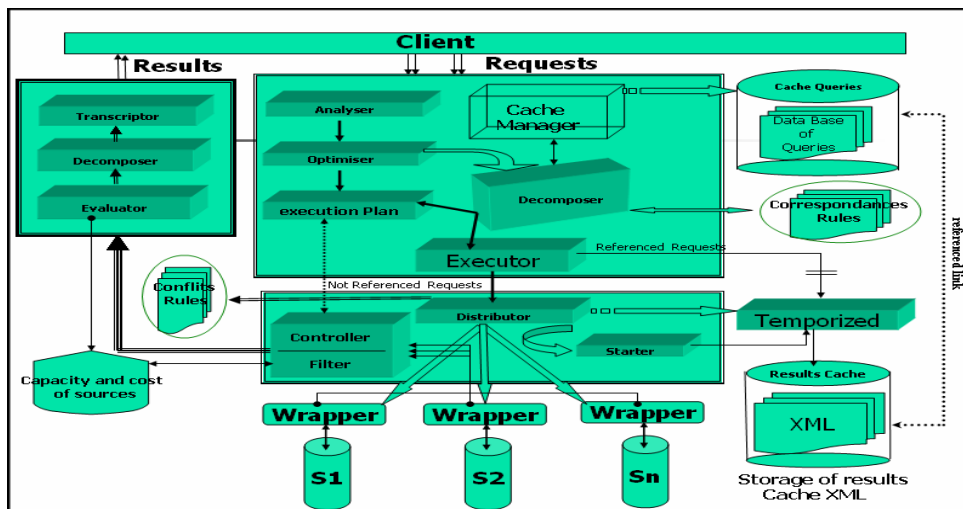 Client
Results
Requests
Transcriptor
Decomposer
Evaluator
Analyser
Optimiser
execution Plan
Cache
Manager
Decomposer
Executor
Cache Queries
Data Base
of
Queries
Correspondances
Rules
referenced link
Referenced Requests
Not Referenced Requests
Conflits
Rules
Controller
Filter
Distributor
Starter
Temporized
Capacity and cost
of sources
Wrapper
Wrapper
Wrapper
S1
S2
Sn
Results Cache
XML
Storage of results
Cache XML